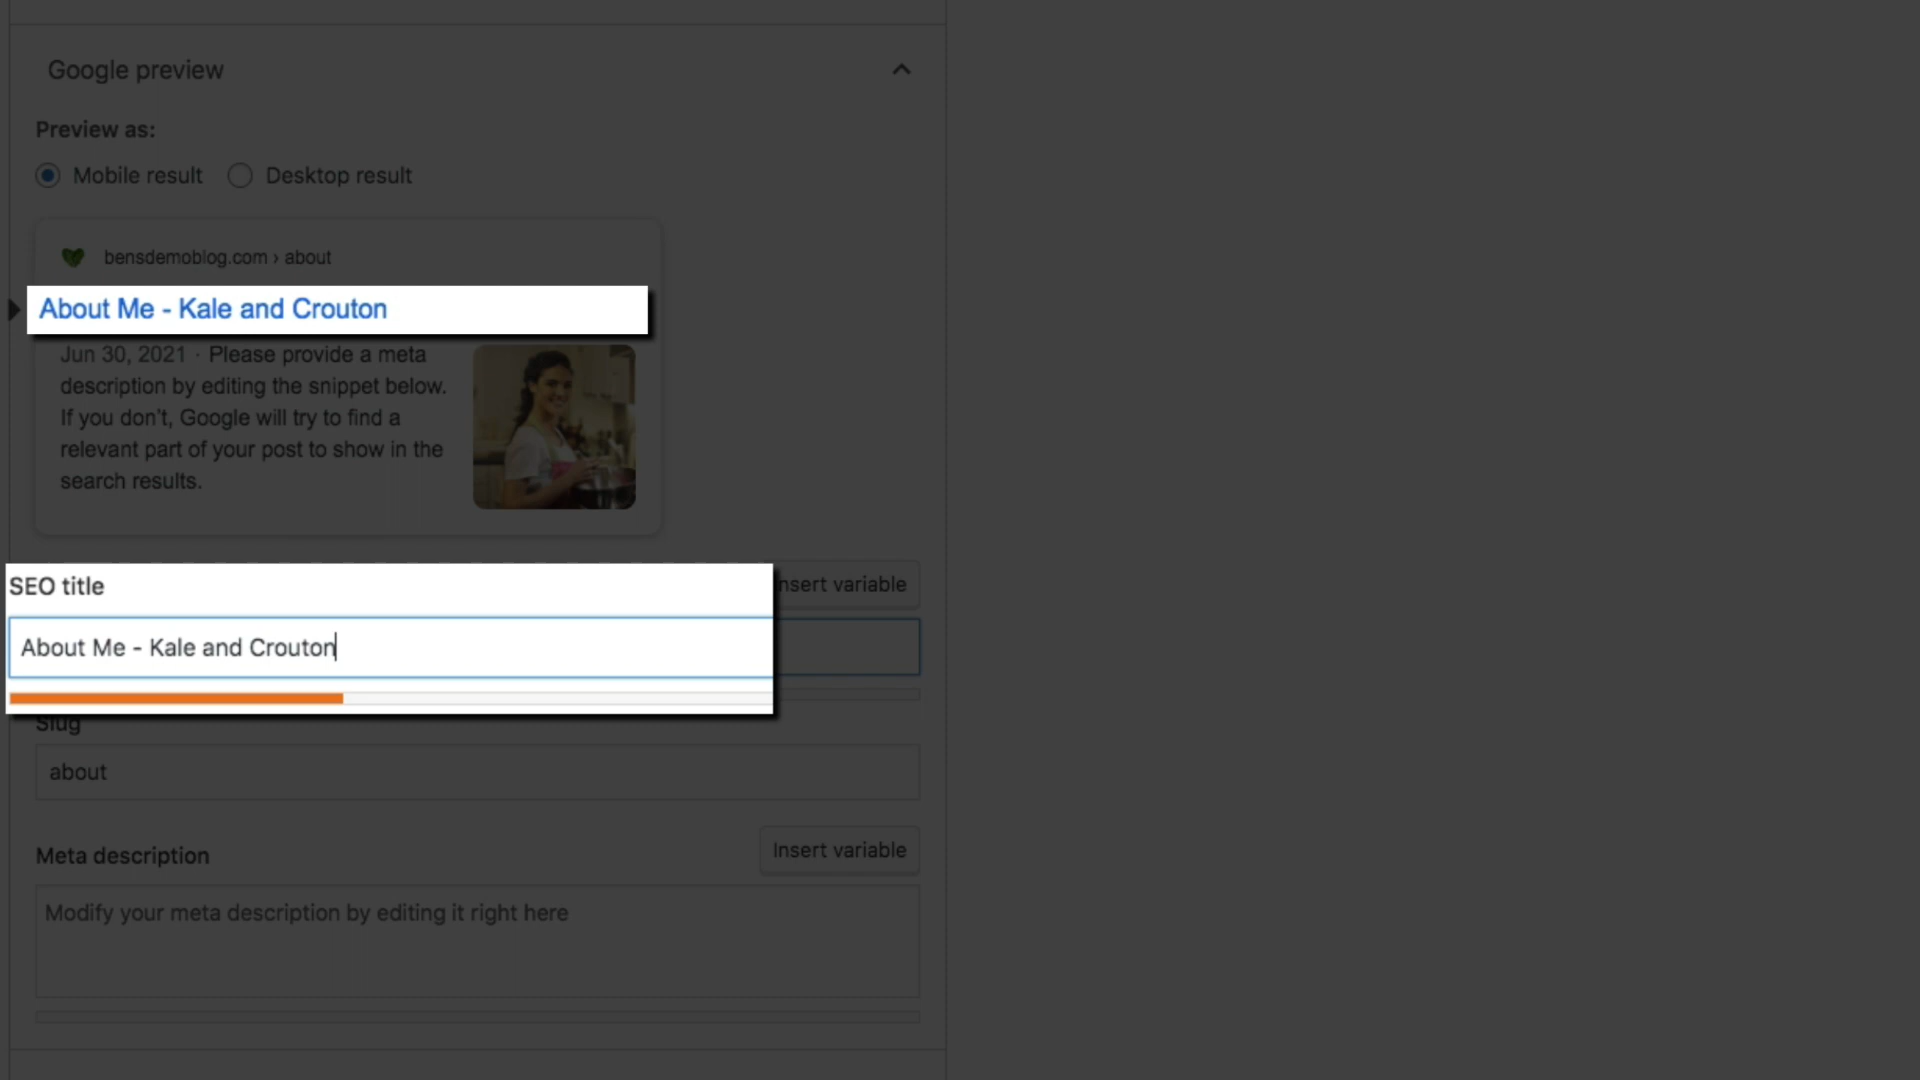 Google preview
Preview as:
Mobile result Desktop result
bensdemoblog.com › about
About Me - Kale and Crouton
Jun 30, 2021 · Please provide a meta
description by editing the snippet below.
If you don't, Google will try to find a
relevant part of your post to show in the
search results.
SEO title nsert variable
About Me - Kale and Crouton
Slug
about
Meta description Insert variable
Modify your meta description by editing it right here